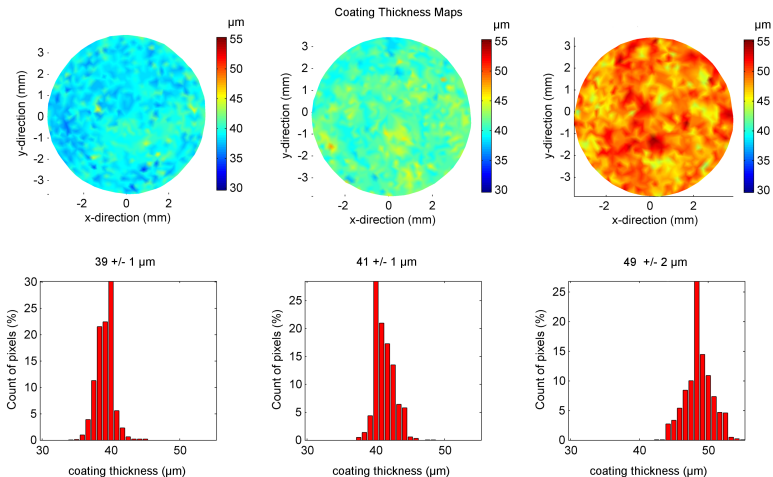 Coating Thickness Maps
µm µm µm
3 2 1 0 -1 -2 -3
y-direction (mm)
-2 0 2
x-direction (mm)
55 50 45 40 35 30
3 2 1 0 -1 -2 -3
y-direction (mm)
-2 0 2
x-direction (mm)
55 50 45 40 35 30
3 2 1 0 -1 -2 -3
y-direction (mm)
-2 0 2
x-direction (mm)
55 50 45 40 35 30
39 +/- 1 µm
30 25 20 15 10 5 0
Count of pixels (%)
30 40 50
coating thickness (µm)
41 +/- 1 µm
25 20 15 10 5 0
Count of pixels (%)
30 40 50
coating thickness (µm)
49 +/- 2 µm
25 20 15 10 5 0
Count of pixels (%)
30 40 50
coating thickness (µm)